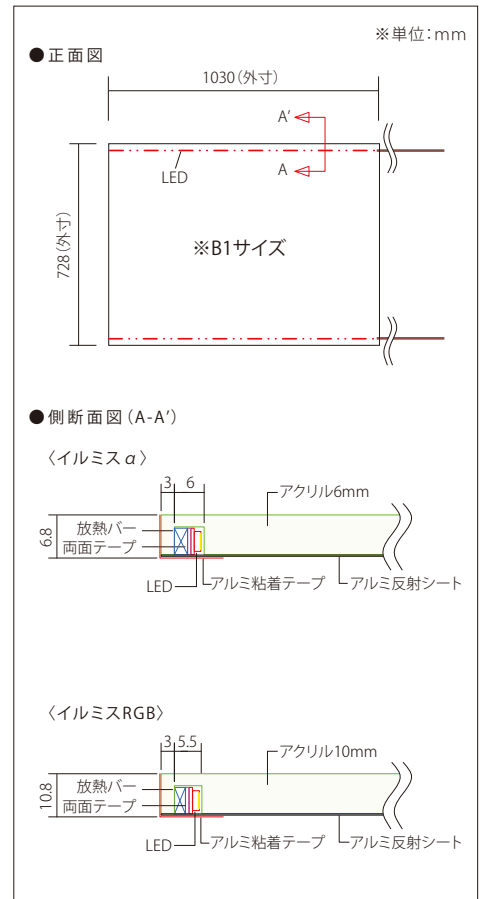 ※単位：mm
●正面図
1030（外寸）
A'
A
LED
728（外寸）
※B1サイズ
●側断面図（A-A'）
〈イルミスα〉
3 6
アクリル6mm
6.8
放熱バー
両面テープ
LED
アルミ粘着テープ
アルミ反射シート
〈イルミスRGB〉
3 5.5
アクリル10mm
10.8
放熱バー
両面テープ
LED
アルミ粘着テープ
アルミ反射シート